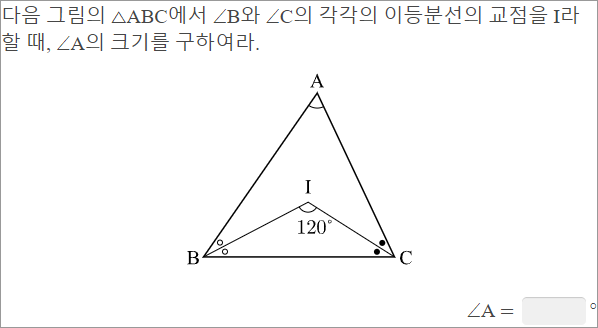 다음 그림의 △ABC에서 ∠B와 ∠C의 각각의 이등분선의 교점을 I라
할 때, ∠A의 크기를 구하여라.
A
I
120°
B
C
∠A = °